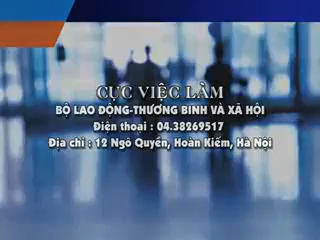 CỤC VIỆC LÀM
BỘ LAO ĐỘNG-THƯƠNG BINH VÀ XÃ HỘI
Điện thoại : 04.38269517
Địa chỉ : 12 Ngô Quyền, Hoàn Kiếm, Hà Nội